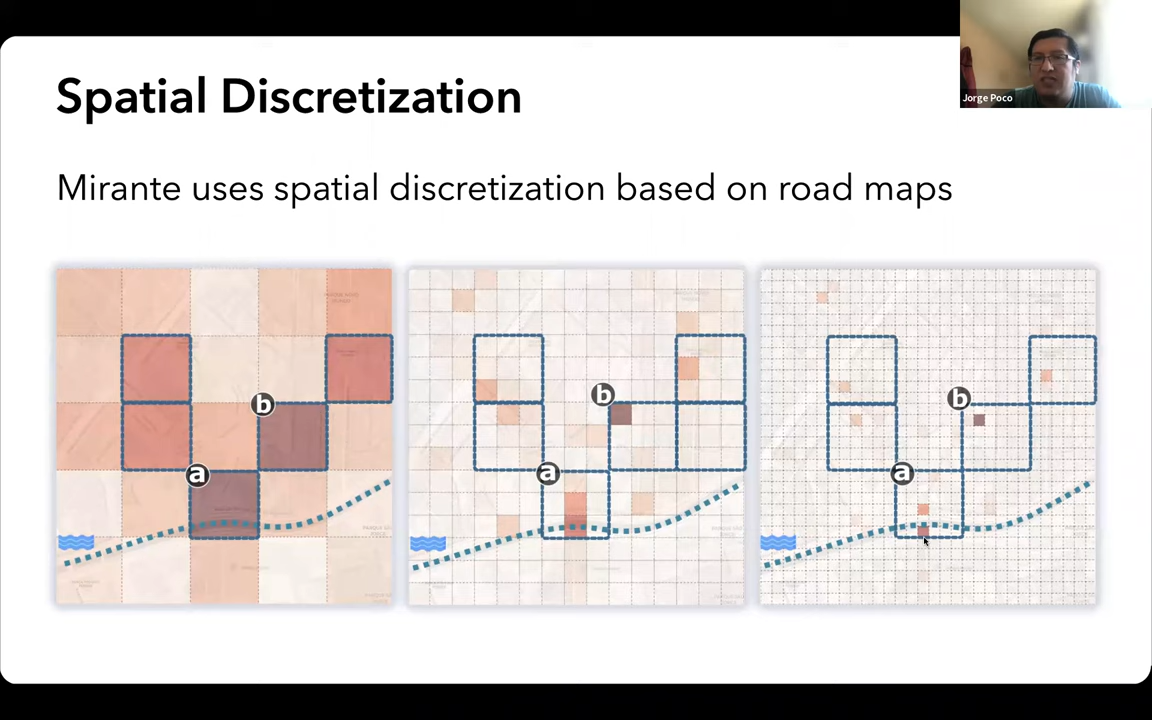 Spatial Discretization
Jorge Poco
Mirante uses spatial discretization based on road maps
b
a
b
a
b
a